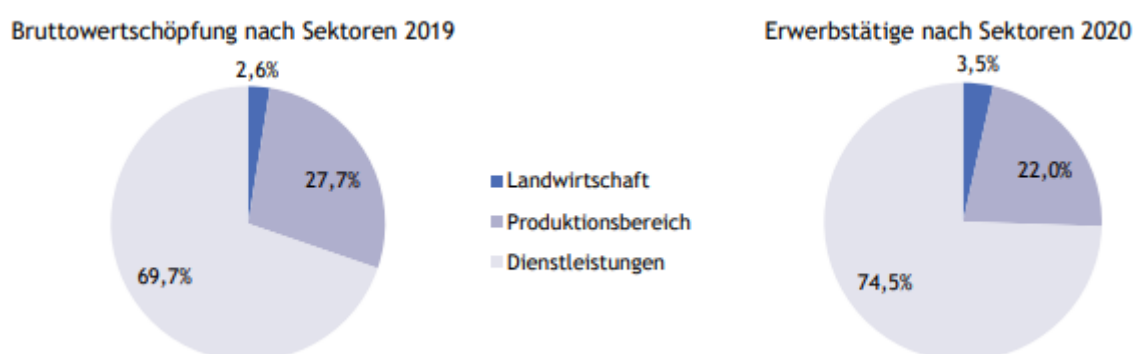 Bruttowertschöpfung nach Sektoren 2019
2,6%
27,7%
69,7%
Landwirtschaft
Produktionsbereich
Dienstleistungen
Erwerbstätige nach Sektoren 2020
3,5%
22,0%
74,5%